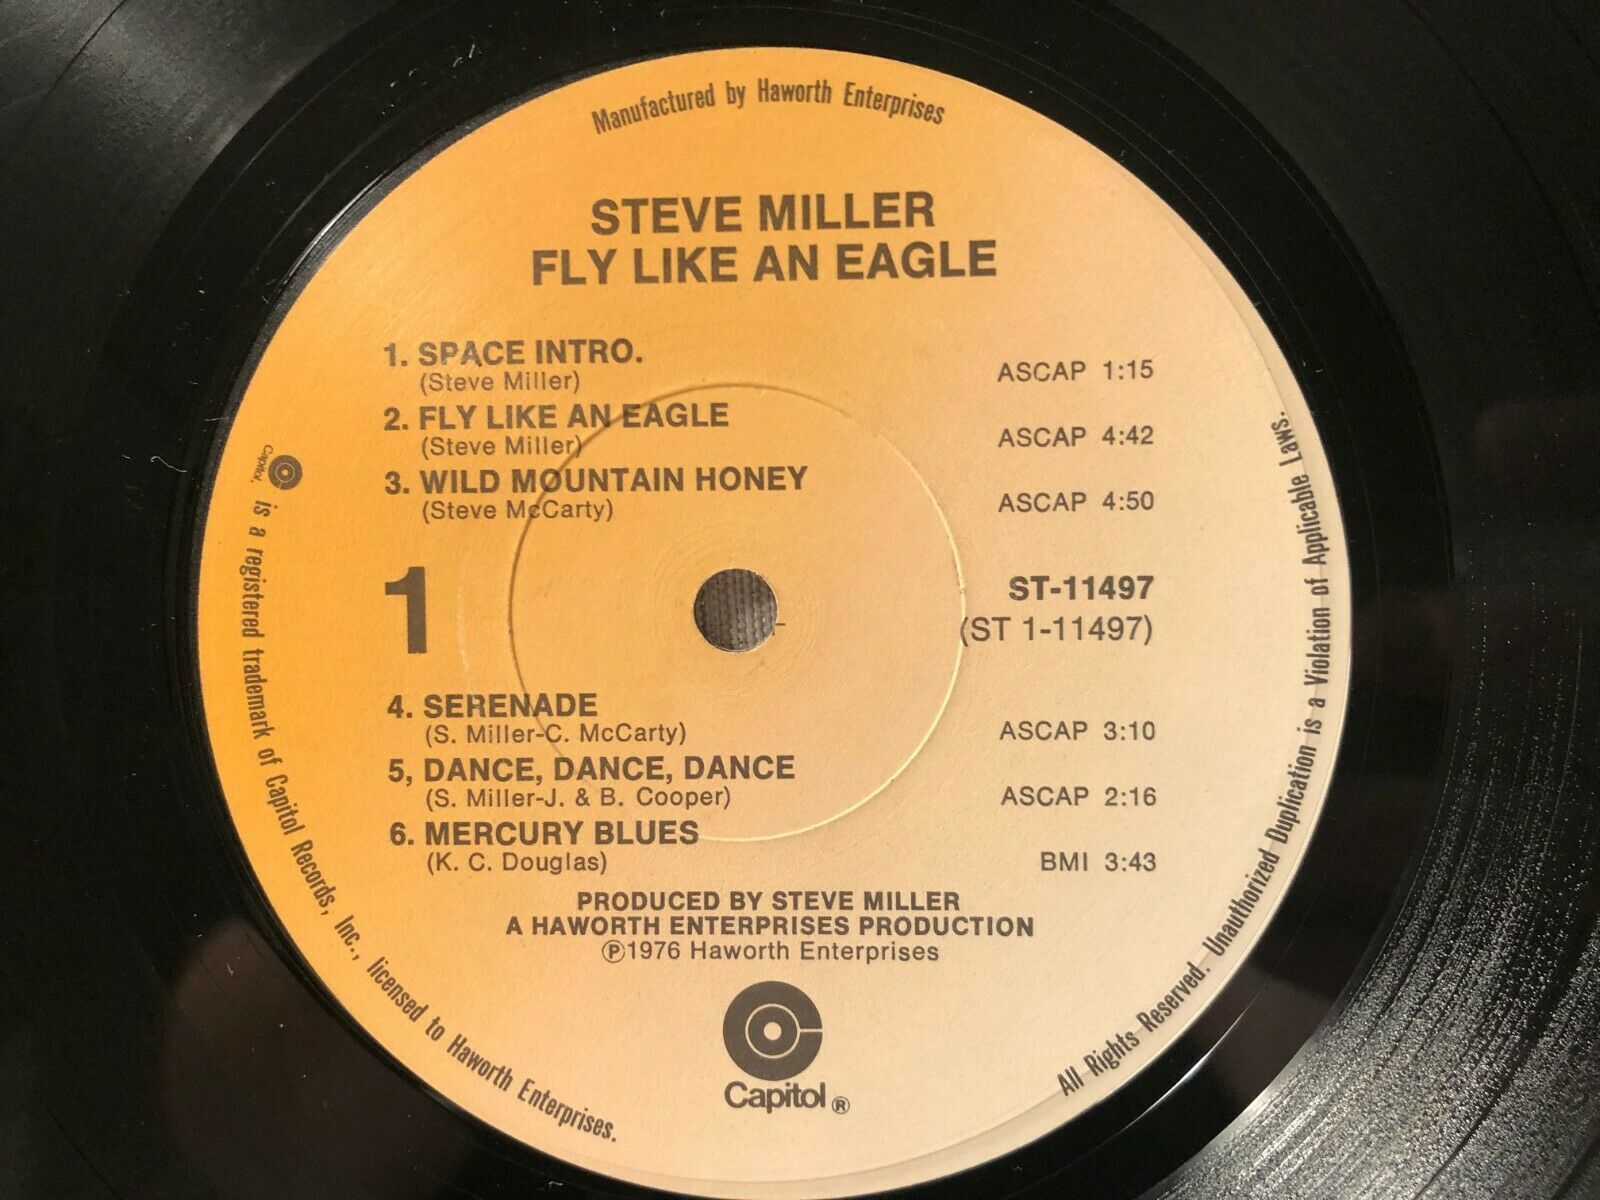 Manufactured by Haworth Enterprises
STEVE MILLER
FLY LIKE AN EAGLE
1. SPACE INTRO.
(Steve Miller)
ASCAP 1:15
2. FLY LIKE AN EAGLE
(Steve Miller)
ASCAP 4:42
3. WILD MOUNTAIN HONEY
(Steve McCarty)
ASCAP 4:50
1
ST-11497
(ST 1-11497)
4. SERENADE
(S. Miller-C. McCarty)
ASCAP 3:10
5, DANCE, DANCE, DANCE
(S. Miller-J. & B. Cooper)
ASCAP 2:16
6. MERCURY BLUES
(K. C. Douglas)
BMI 3:43
PRODUCED BY STEVE MILLER
A HAWORTH ENTERPRISES PRODUCTION
℗1976 Haworth Enterprises
Capitol ®
Capitol. is a registered trademark of Capitol Records, Inc., licensed to Haworth Enterprises.
All Rights Reserved. Unauthorized Duplication is a Violation of Applicable Laws.